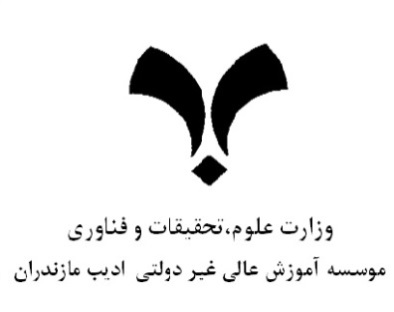 وزارت علوم،تحقیقات و فناوری
موسسه آموزش عالی غیر دولتی ادیب مازندران